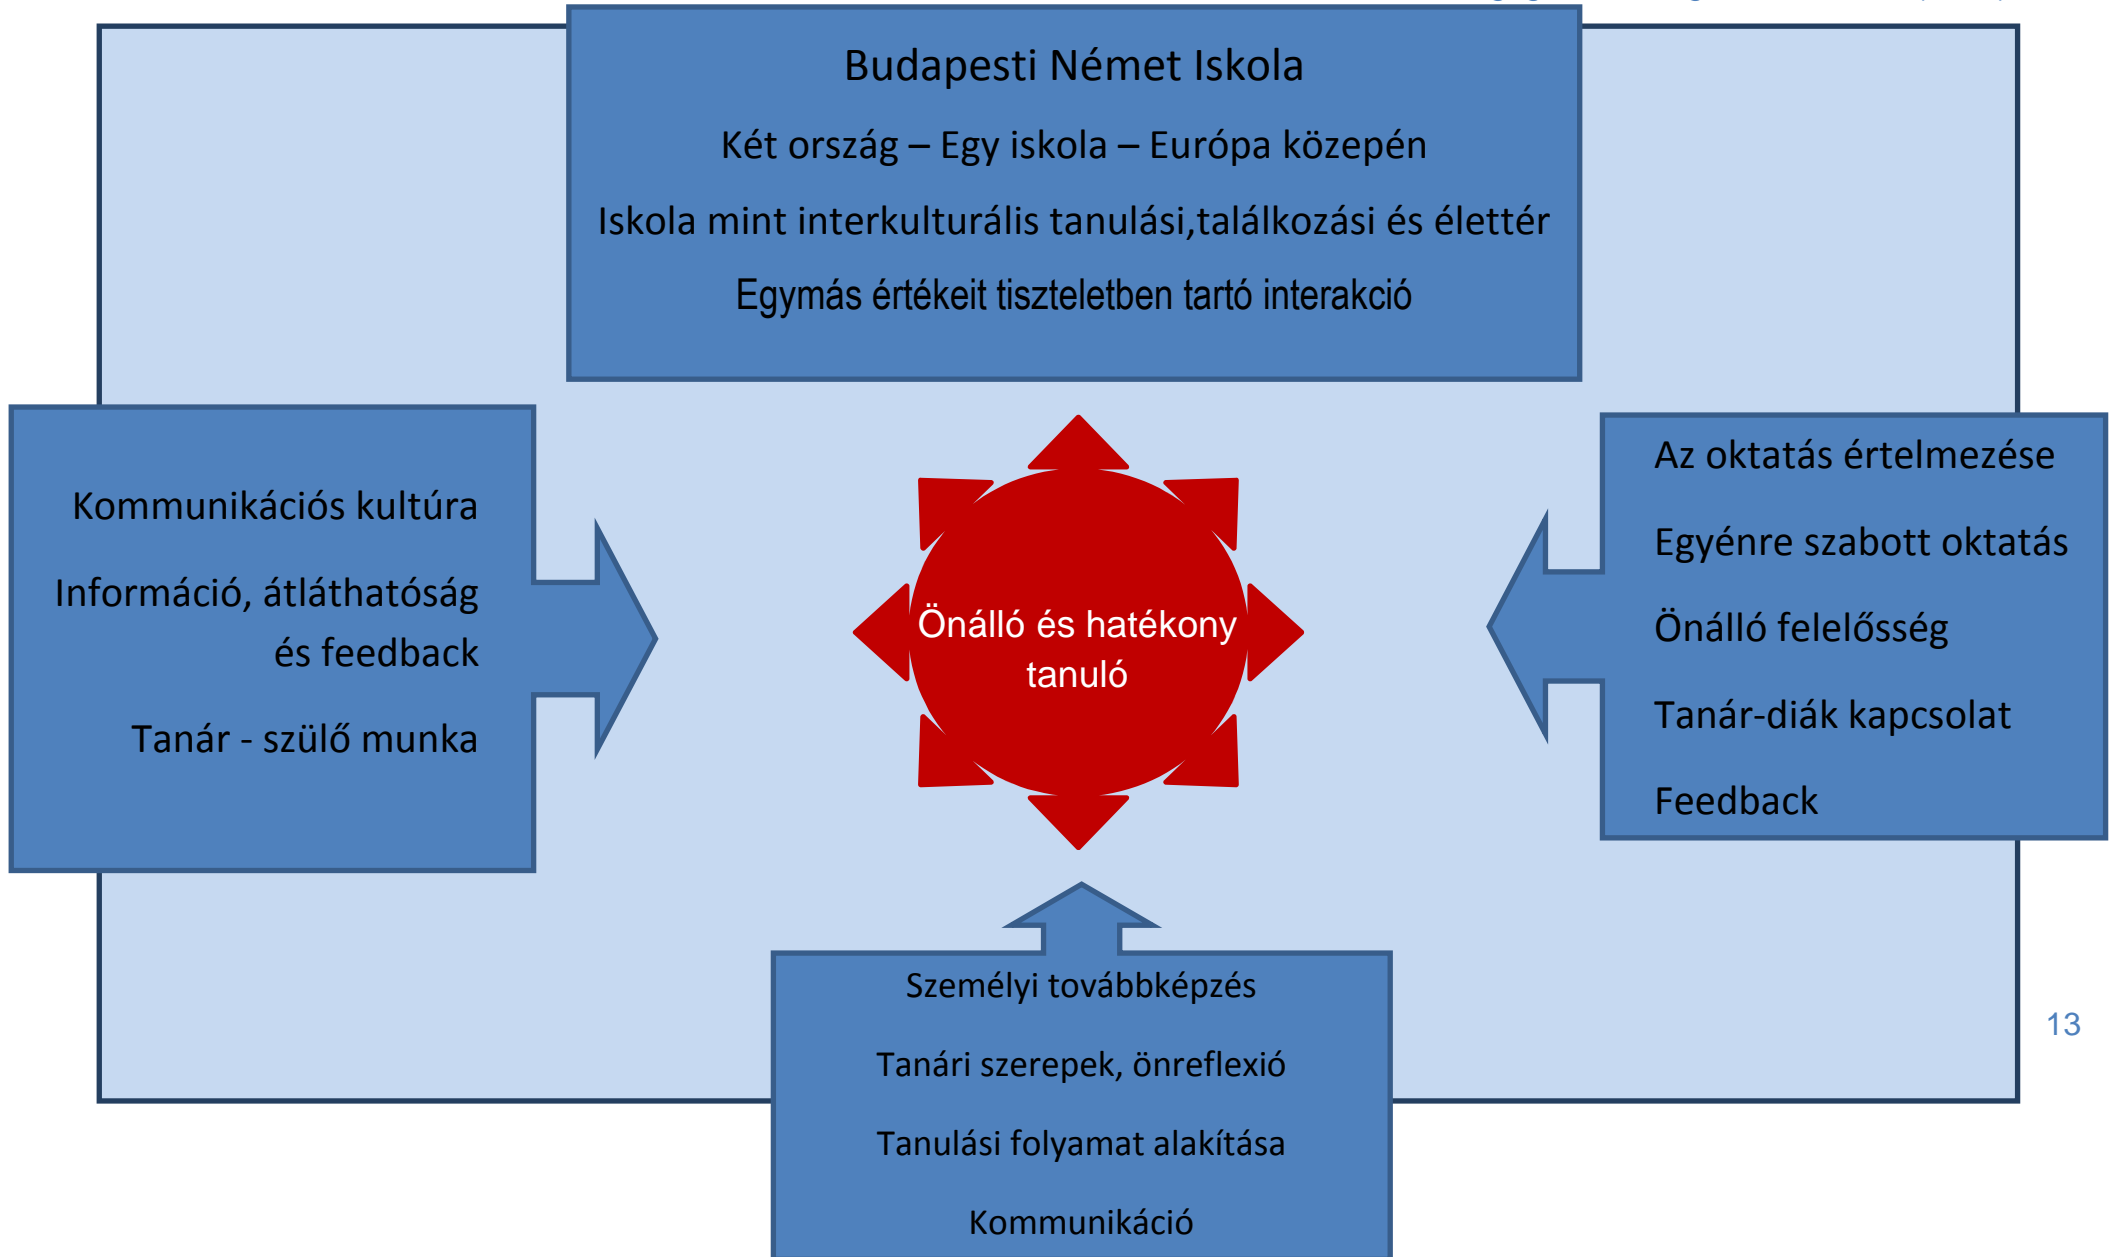 Budapesti Német Iskola
Két ország – Egy iskola – Európa közepén
Iskola mint interkulturális tanulási,találkozási és élettér
Egymás értékeit tiszteletben tartó interakció
Kommunikációs kultúra
Információ, átláthatóság
és feedback
Tanár - szülő munka
Önálló és hatékony
tanuló
Az oktatás értelmezése
Egyénre szabott oktatás
Önálló felelősség
Tanár-diák kapcsolat
Feedback
Személyi továbbképzés
Tanári szerepek, önreflexió
Tanulási folyamat alakítása
Kommunikáció
13